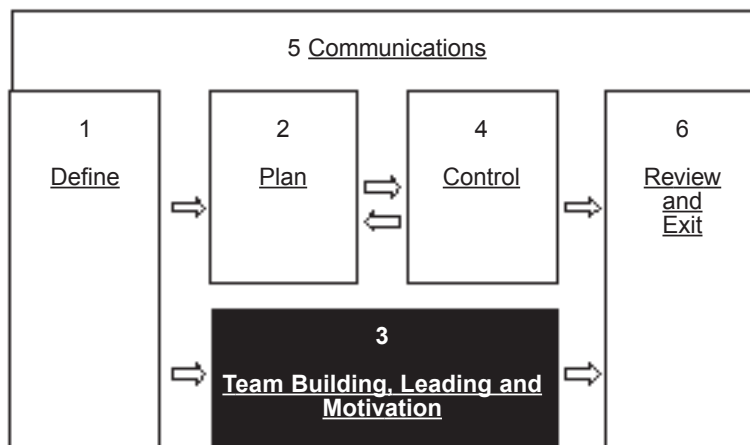 5 Communications
1
Define
2
Plan
4
Control
6
Review
and
Exit
3
Team Building, Leading and
Motivation